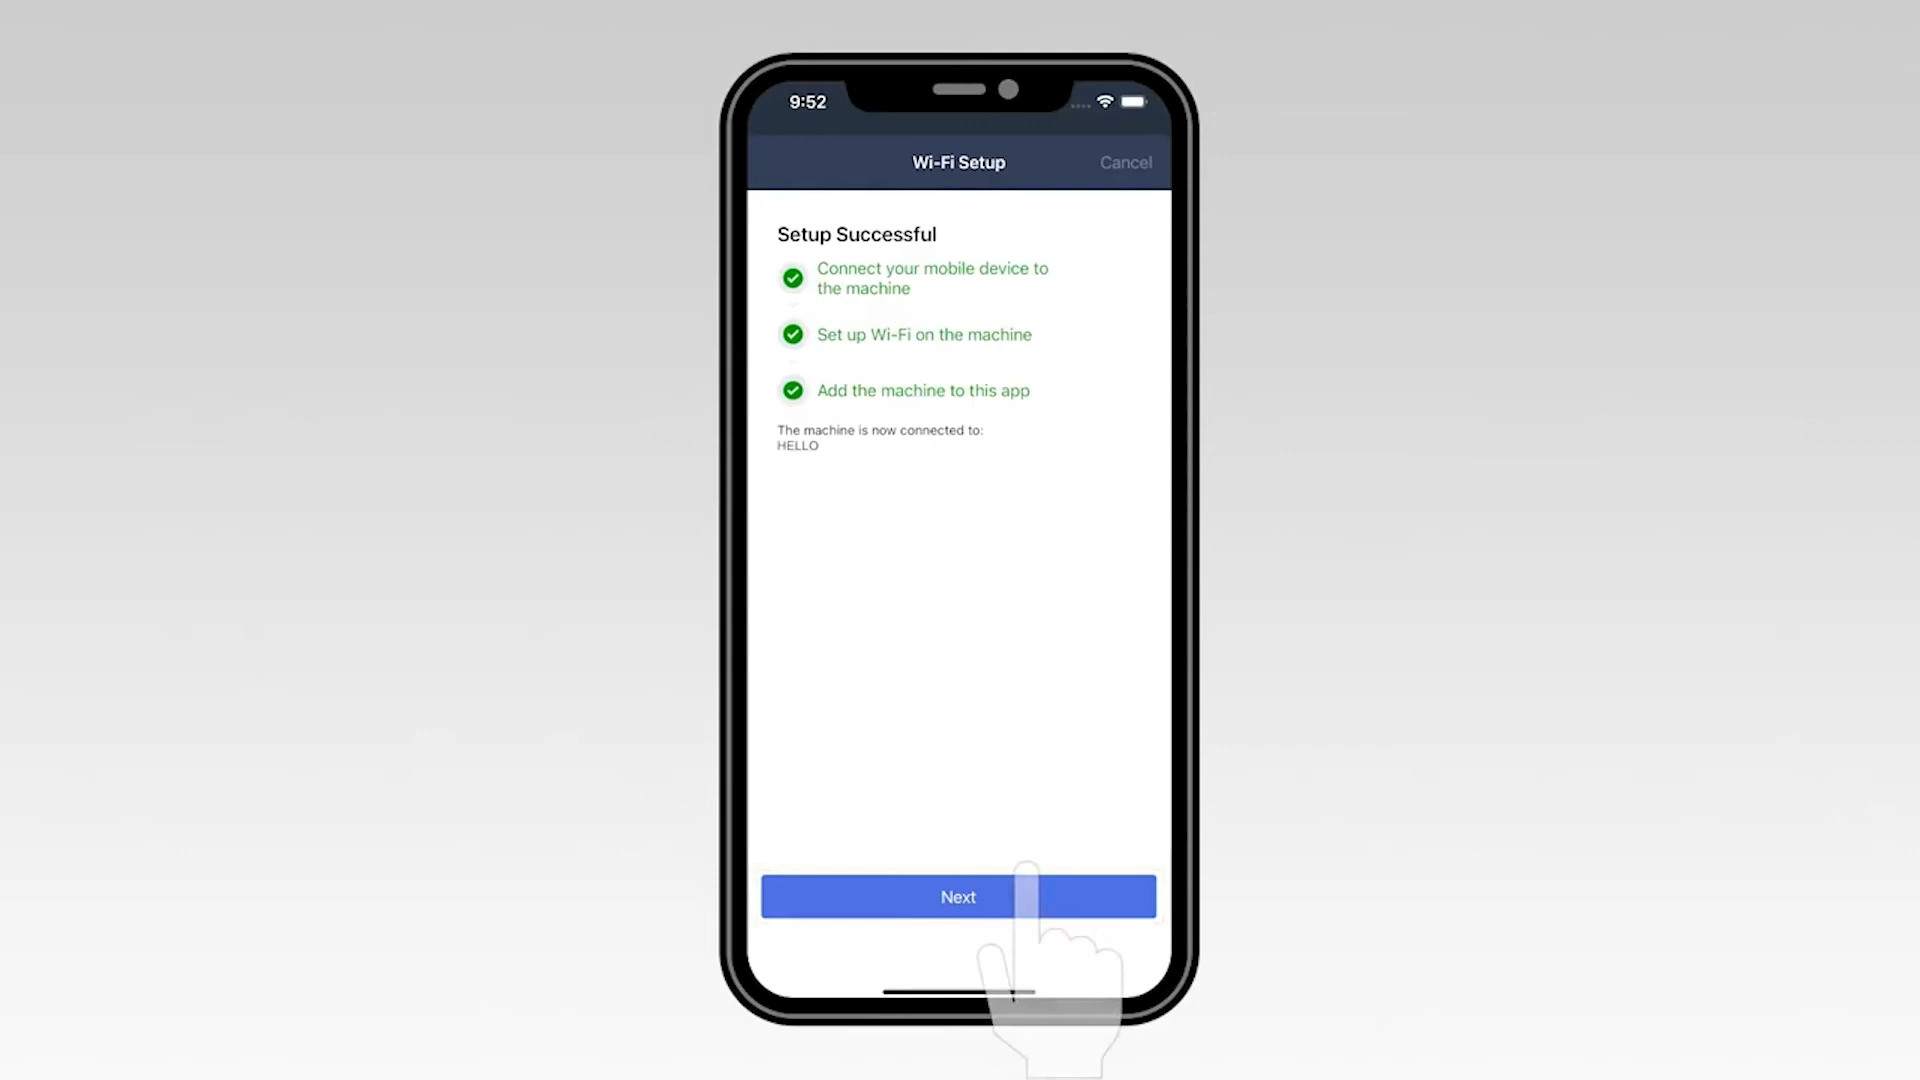 9:52
Wi-Fi Setup
Cancel
Setup Successful
Connect your mobile device to
the machine
Set up Wi-Fi on the machine
Add the machine to this app
The machine is now connected to:
HELLO
Next